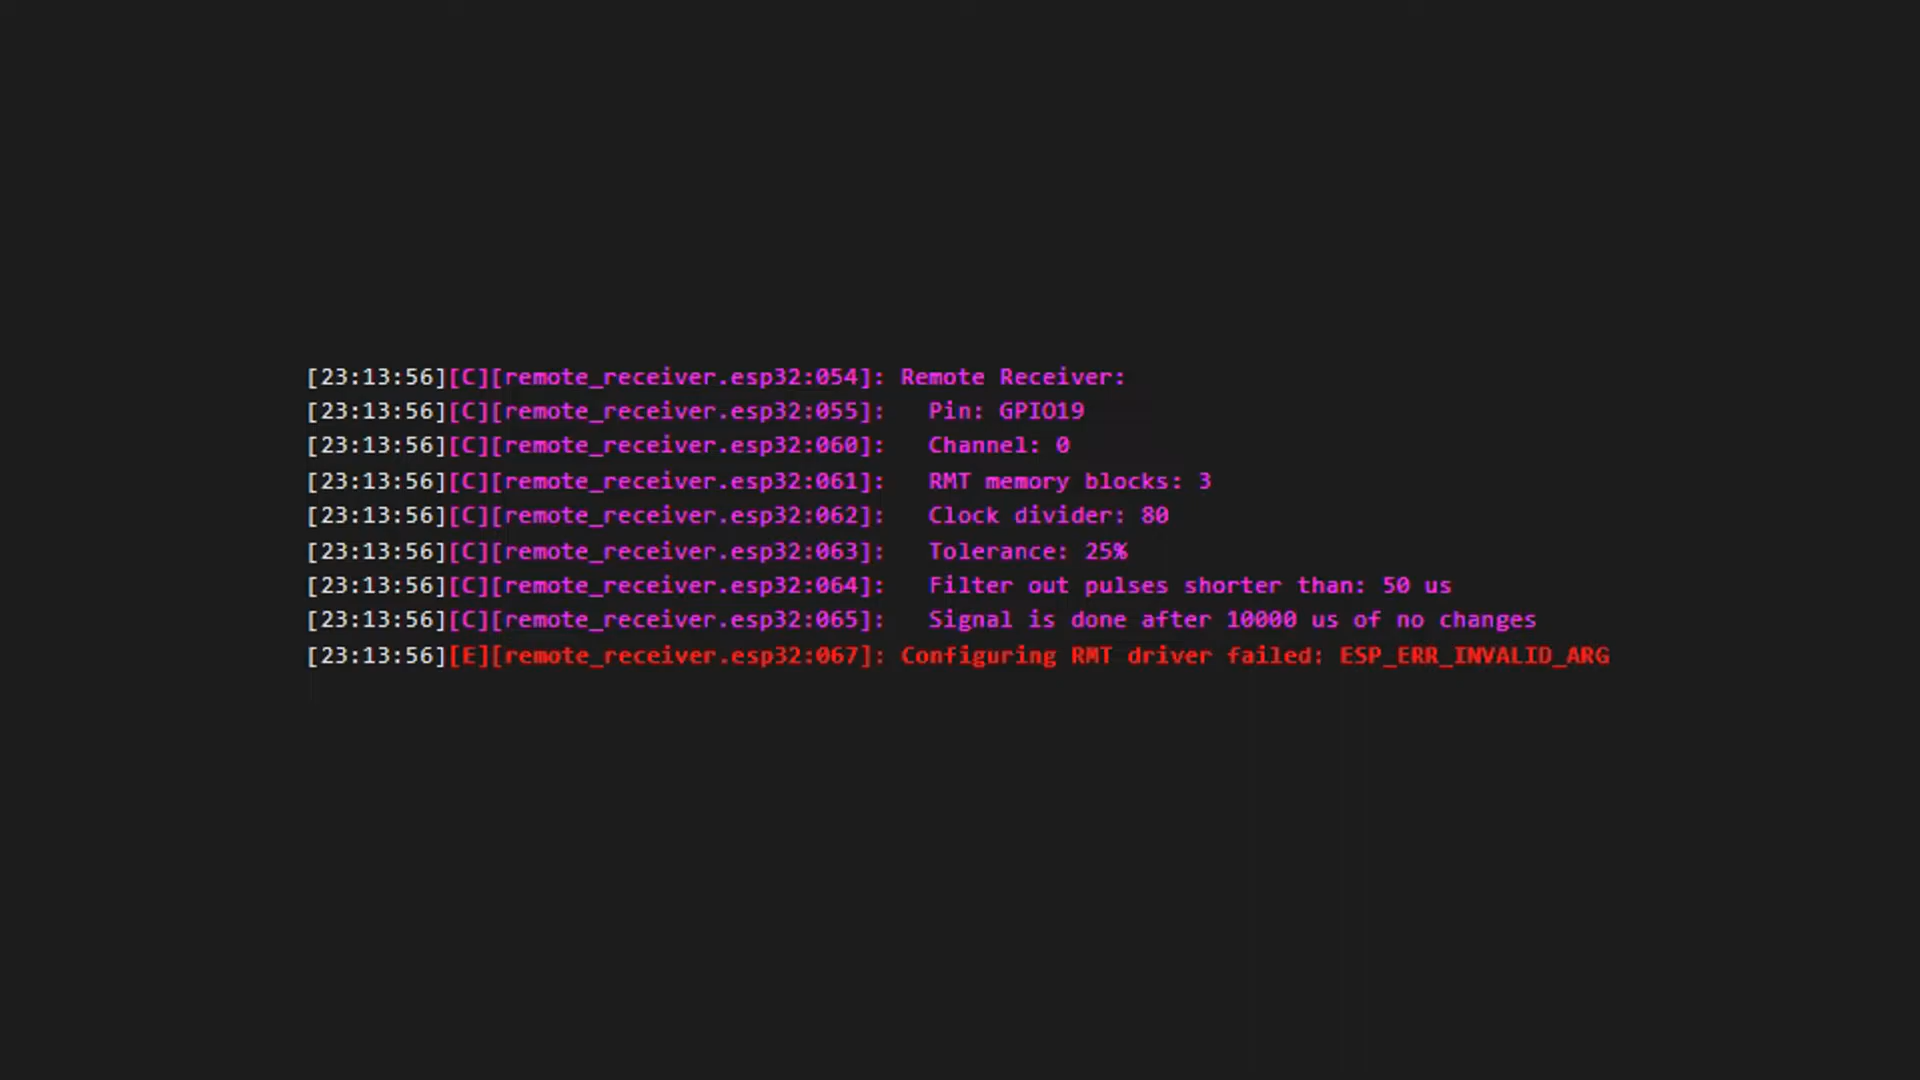 [23:13:56][C][remote_receiver.esp32:054]: Remote Receiver:
[23:13:56][C][remote_receiver.esp32:055]:   Pin: GPIO19
[23:13:56][C][remote_receiver.esp32:060]:   Channel: 0
[23:13:56][C][remote_receiver.esp32:061]:   RMT memory blocks: 3
[23:13:56][C][remote_receiver.esp32:062]:   Clock divider: 80
[23:13:56][C][remote_receiver.esp32:063]:   Tolerance: 25%
[23:13:56][C][remote_receiver.esp32:064]:   Filter out pulses shorter than: 50 us
[23:13:56][C][remote_receiver.esp32:065]:   Signal is done after 10000 us of no changes
[23:13:56][E][remote_receiver.esp32:067]: Configuring RMT driver failed: ESP_ERR_INVALID_ARG